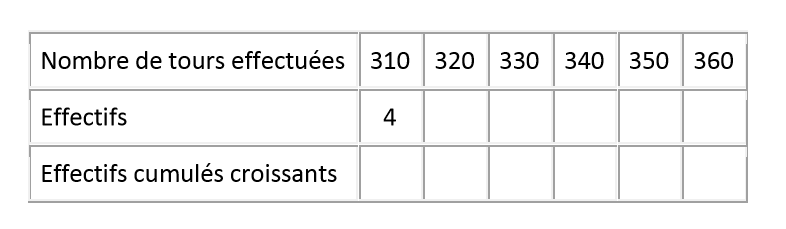 Nombre de tours effectuées 310 320 330 340 350 360
Effectifs 4
Effectifs cumulés croissants